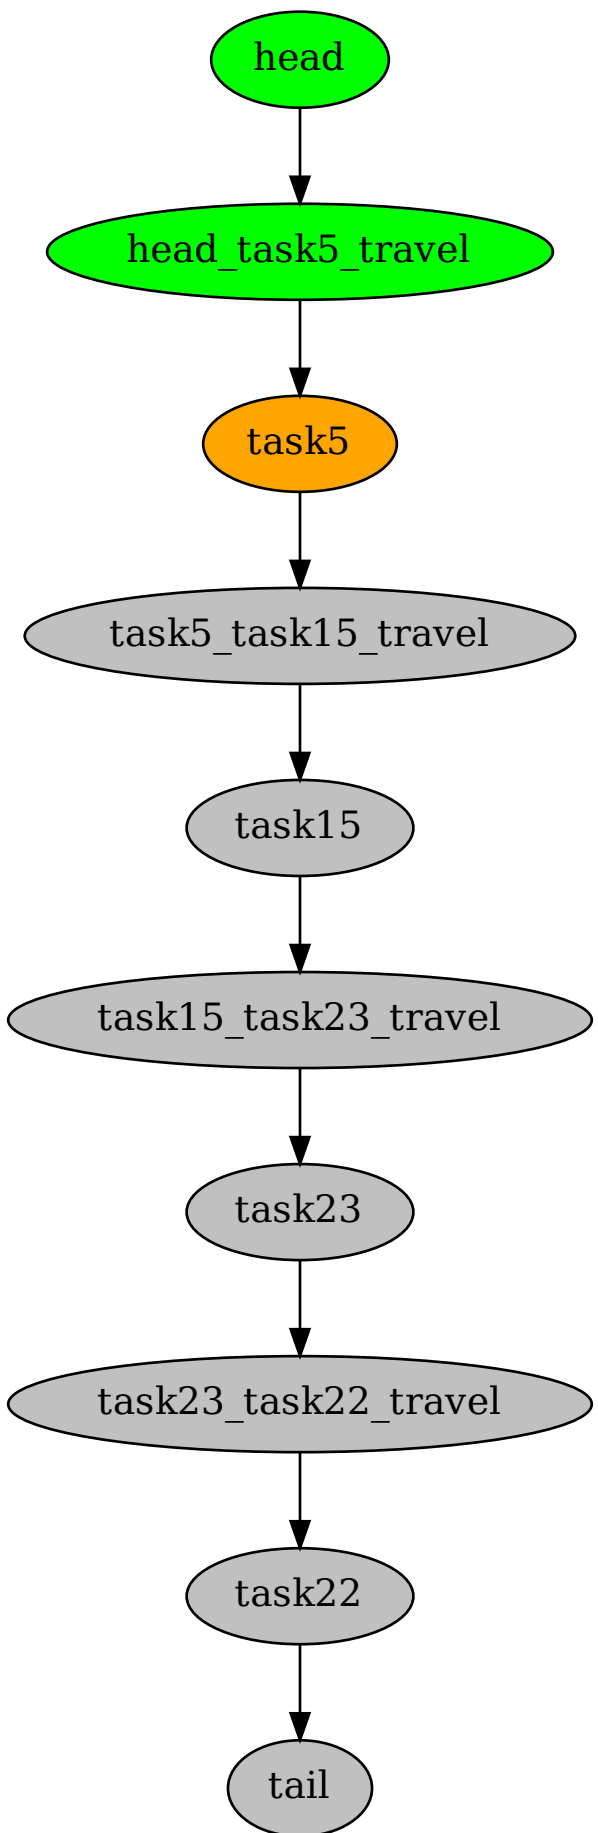 head
head_task5_travel
task5
task5_task15_travel
task15
task15_task23_travel
task23
task23_task22_travel
task22
tail